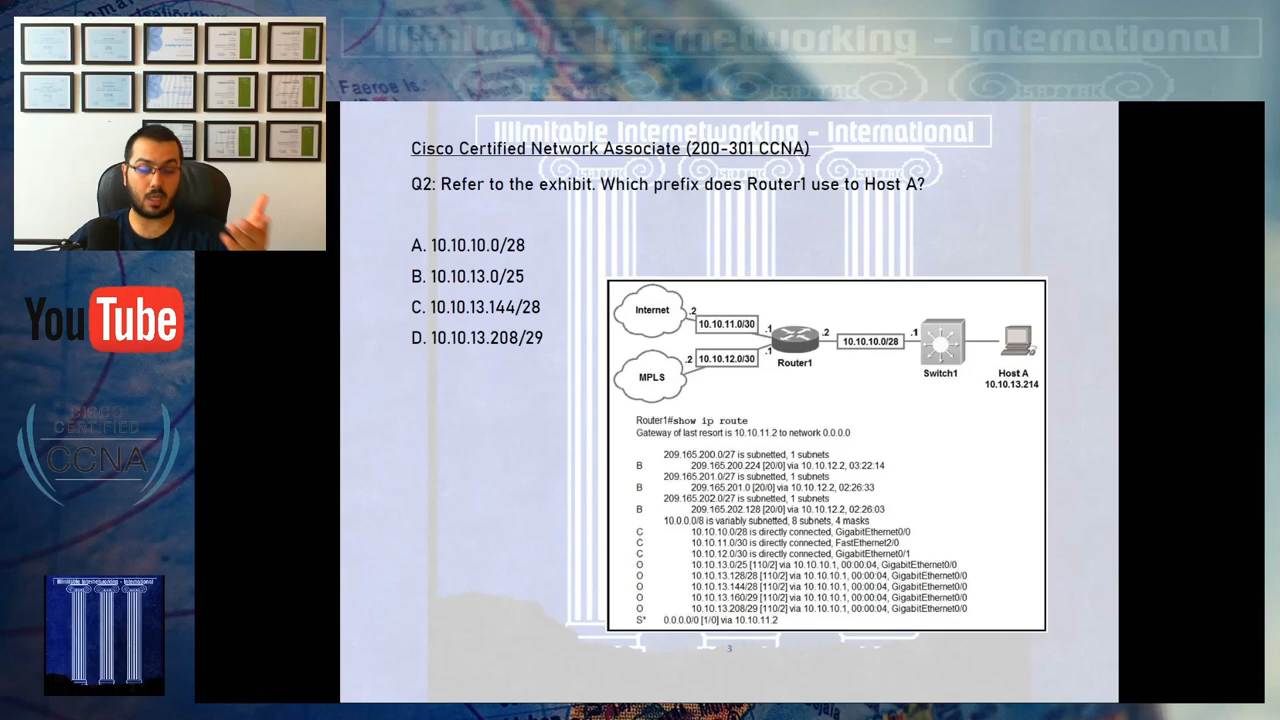 Illimitable Internetworking - International
Faeroe Is.
Illimitable Internetworking - International
Cisco Certified Network Associate (200-301 CCNA)
Q2: Refer to the exhibit. Which prefix does Router1 use to Host A?
A. 10.10.10.0/28
B. 10.10.13.0/25
C. 10.10.13.144/28
D. 10.10.13.208/29
Internet
.2
10.10.11.0/30
.1
MPLS
.2
10.10.12.0/30
.1
Router1
.2
10.10.10.0/28
.1
Switch1
Host A
10.10.13.214
Router1#show ip route
Gateway of last resort is 10.10.11.2 to network 0.0.0.0
209.165.200.0/27 is subnetted, 1 subnets
B 209.165.200.224 [20/0] via 10.10.12.2, 03:22:14
209.165.201.0/27 is subnetted, 1 subnets
B 209.165.201.0 [20/0] via 10.10.12.2, 02:26:33
209.165.202.0/27 is subnetted, 1 subnets
B 209.165.202.128 [20/0] via 10.10.12.2, 02:26:03
10.0.0.0/8 is variably subnetted, 8 subnets, 4 masks
C 10.10.10.0/28 is directly connected, GigabitEthernet0/0
C 10.10.11.0/30 is directly connected, FastEthernet2/0
C 10.10.12.0/30 is directly connected, GigabitEthernet0/1
O 10.10.13.0/25 [110/2] via 10.10.10.1, 00:00:04, GigabitEthernet0/0
O 10.10.13.128/28 [110/2] via 10.10.10.1, 00:00:04, GigabitEthernet0/0
O 10.10.13.144/28 [110/2] via 10.10.10.1, 00:00:04, GigabitEthernet0/0
O 10.10.13.160/29 [110/2] via 10.10.10.1, 00:00:04, GigabitEthernet0/0
O 10.10.13.208/29 [110/2] via 10.10.10.1, 00:00:04, GigabitEthernet0/0
S* 0.0.0.0/0 [1/0] via 10.10.11.2
3
YouTube
CISCO
CERTIFIED
CCNA
Illimitable Internetworking - International